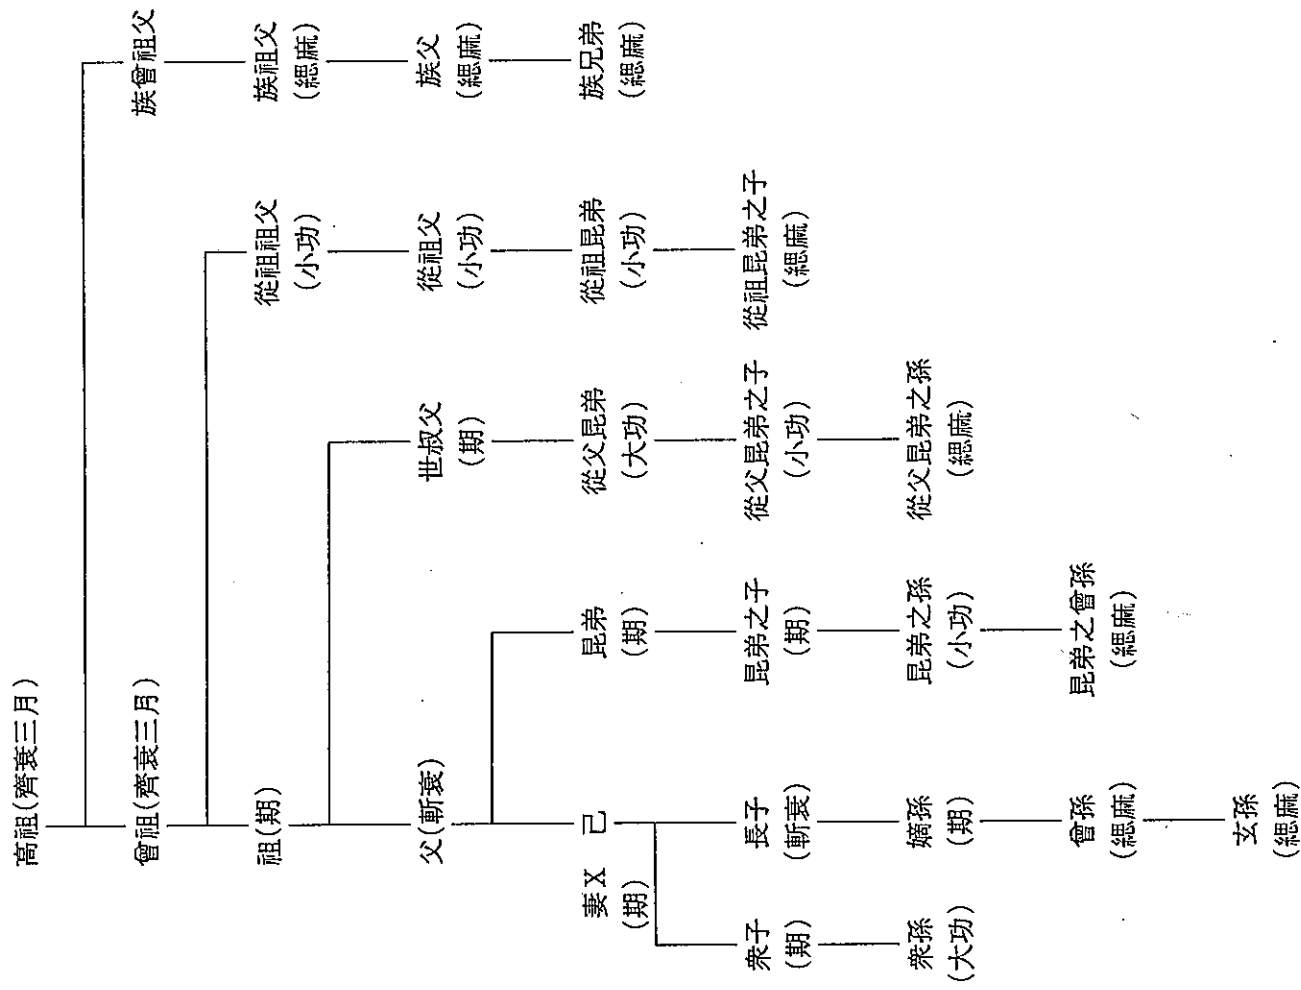 高祖(齊衰三月)
曾祖(齊衰三月)
族曾祖父
祖(期)
從祖祖父
(小功)
族祖父
(緦麻)
父(斬衰)
世叔父
(期)
從祖父
(小功)
族父
(緦麻)
妻X
(期)
己
昆弟
(期)
從父昆弟
(大功)
從祖昆弟
(小功)
族兄弟
(緦麻)
衆子
(期)
長子
(斬衰)
昆弟之子
(期)
從父昆弟之子
(小功)
從祖昆弟之子
(緦麻)
衆孫
(大功)
嫡孫
(期)
昆弟之孫
(小功)
從父昆弟之孫
(緦麻)
曾孫
(緦麻)
昆弟之曾孫
(緦麻)
玄孫
(緦麻)